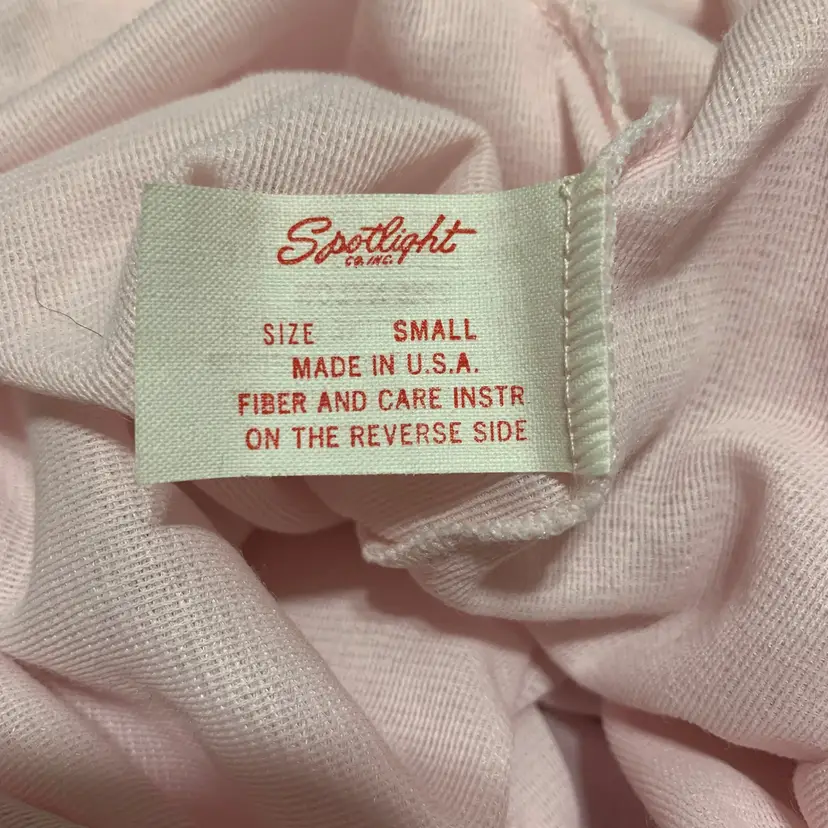 Spotlight
CO. INC.
SIZE SMALL
MADE IN U.S.A.
FIBER AND CARE INSTR
ON THE REVERSE SIDE